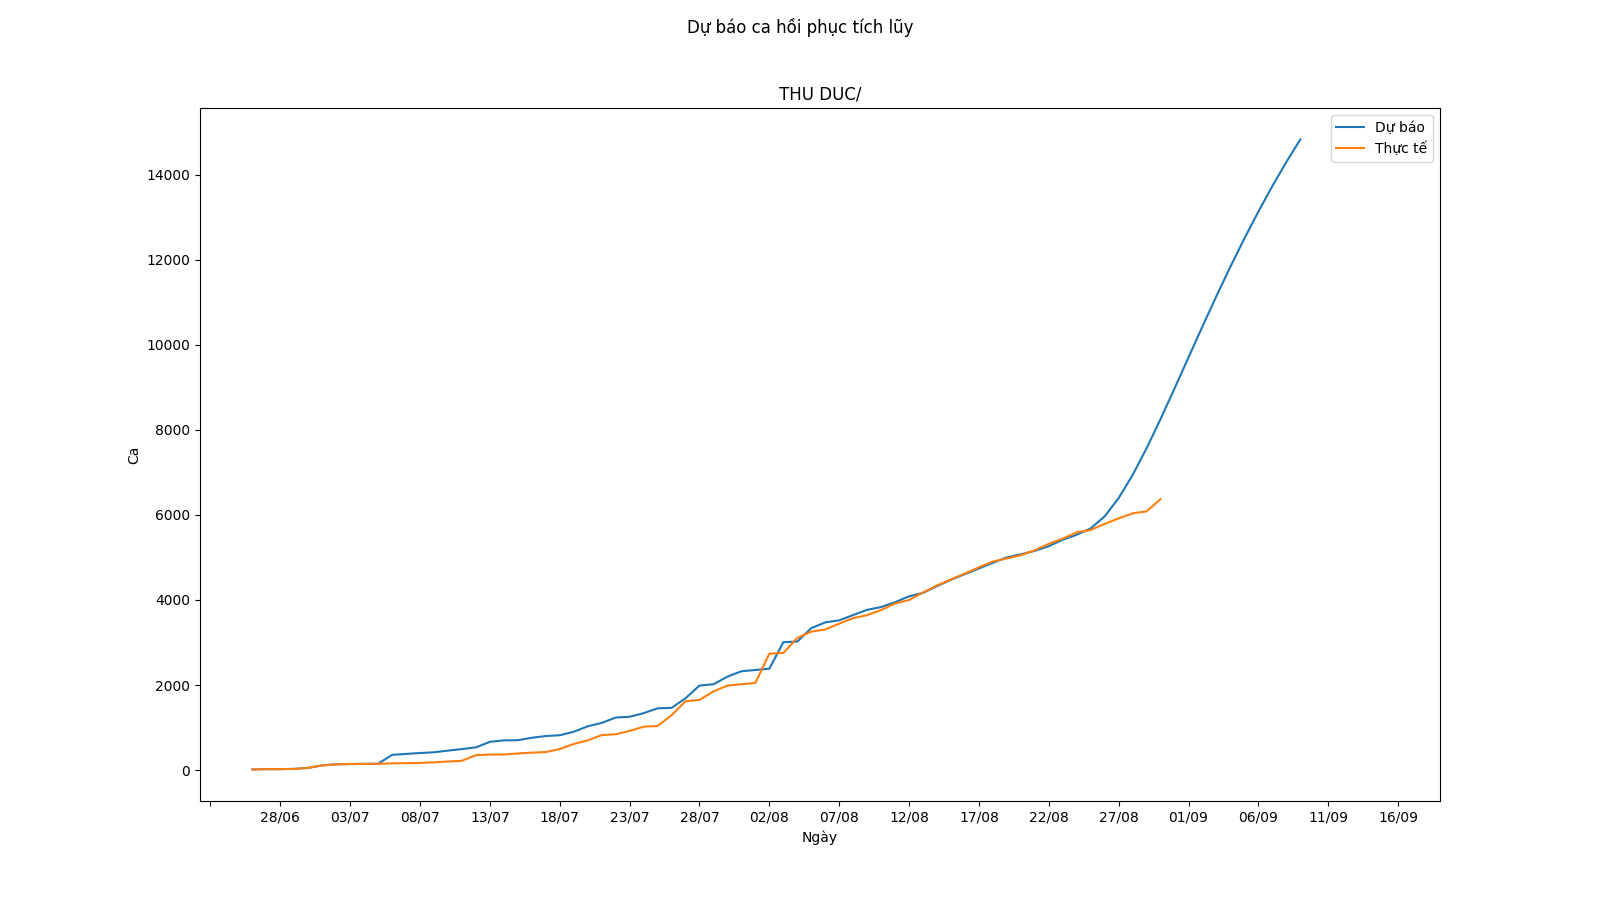 Dự báo ca hồi phục tích lũy
THU DUC/
Dự báo
Thực tế
14000
12000
10000
8000
6000
4000
2000
0
Ca
28/06 03/07 08/07 13/07 18/07 23/07 28/07 02/08 07/08 12/08 17/08 22/08 27/08 01/09 06/09 11/09 16/09
Ngày